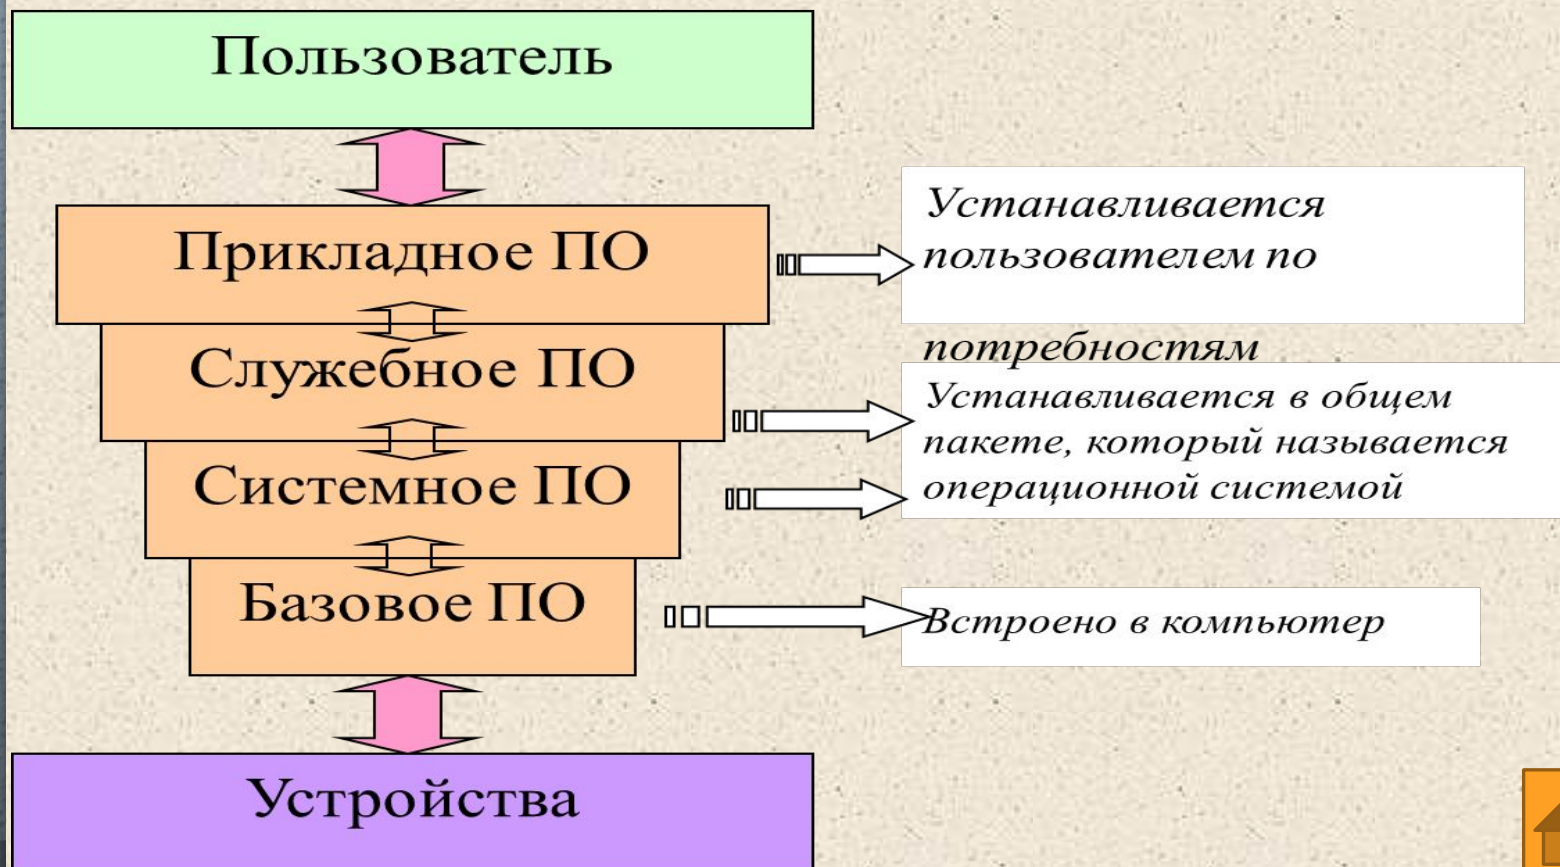 Пользователь
Прикладное ПО
Устанавливается
пользователем по
потребностям
Служебное ПО
Устанавливается в общем
пакете, который называется
операционной системой
Системное ПО
Базовое ПО
Встроено в компьютер
Устройства